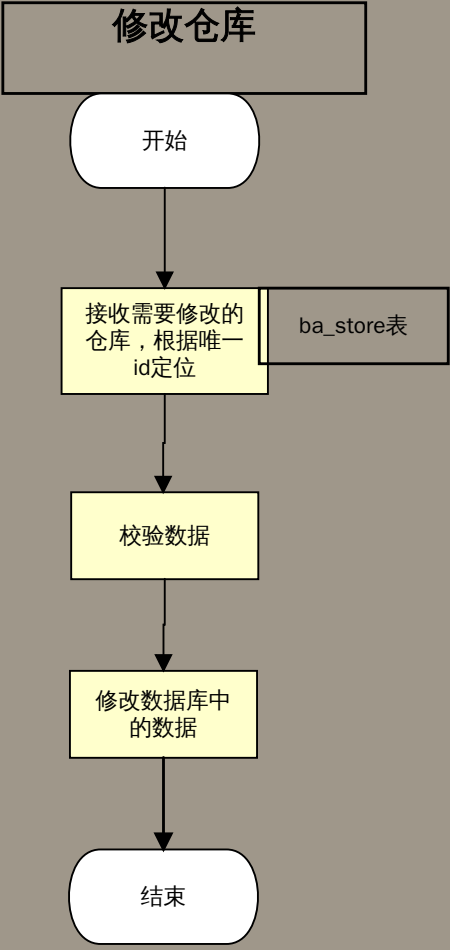 修改仓库
开始
接收需要修改的
仓库，根据唯一
id定位
ba_store表
校验数据
修改数据库中
的数据
结束